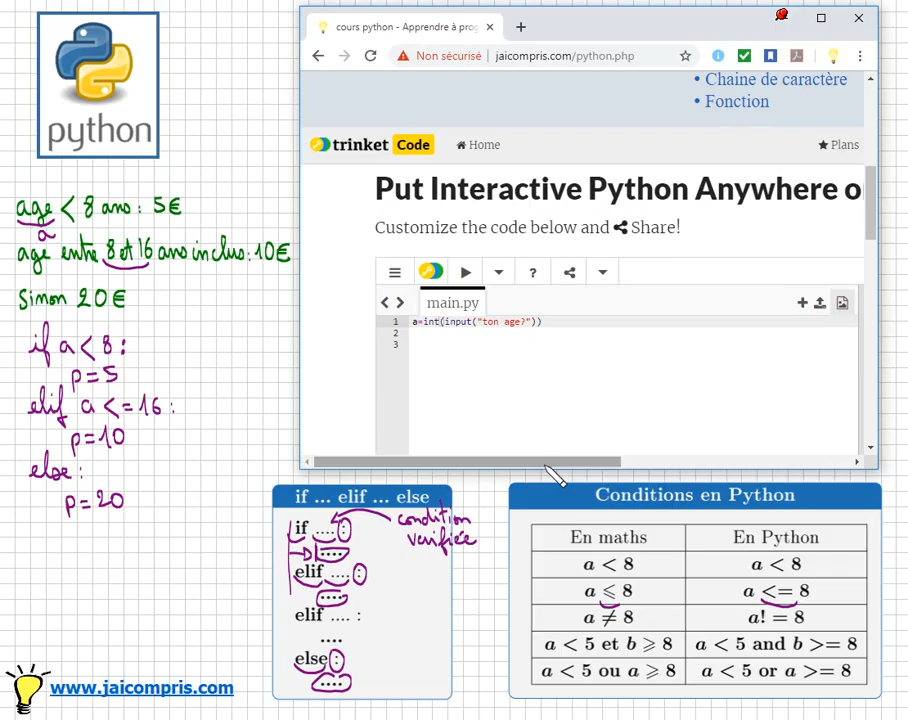 python
age < 8 ans : 5€
a
age entre 8 et 16 ans inclus : 10€
Sinon 20€
if a < 8 :
p = 5
elif a <= 16 :
p = 10
else :
p = 20
www.jaicompris.com
cours python - Apprendre à prog
Non sécurisé | jaicompris.com/python.php
• Chaine de caractère
• Fonction
trinket Code Home Plans
Put Interactive Python Anywhere o
Customize the code below and Share!
main.py
1 a=int(input("ton age?"))
2
3
if ... elif ... else
if .... :
....
elif .... :
....
elif .... :
....
else :
....
condition
vérifiée
Conditions en Python
En maths En Python
a < 8 a < 8
a ⩽ 8 a <= 8
a ≠ 8 a! = 8
a < 5 et b ⩾ 8 a < 5 and b >= 8
a < 5 ou a ⩾ 8 a < 5 or a >= 8